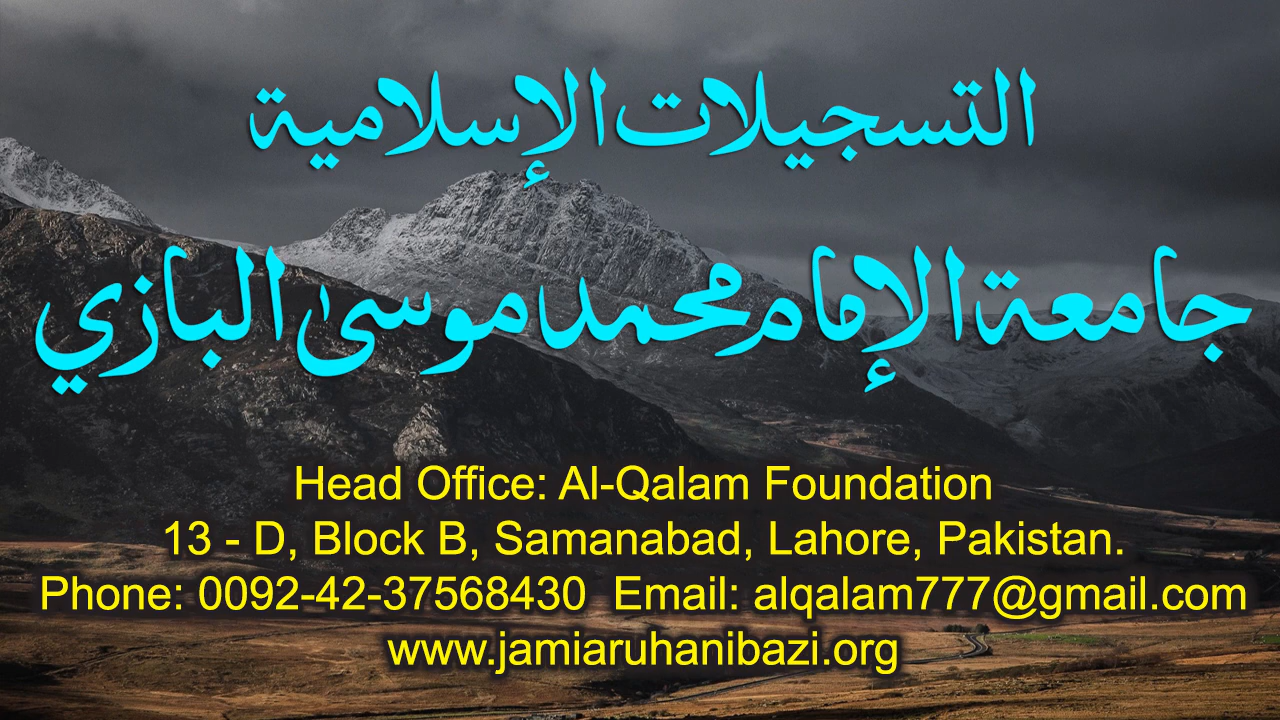 التسجيلات الإسلامية
جامعة الإمام محمد موسىٰ البازي
Head Office: Al-Qalam Foundation
13 - D, Block B, Samanabad, Lahore, Pakistan.
Phone: 0092-42-37568430 Email: alqalam777@gmail.com
www.jamiaruhanibazi.org